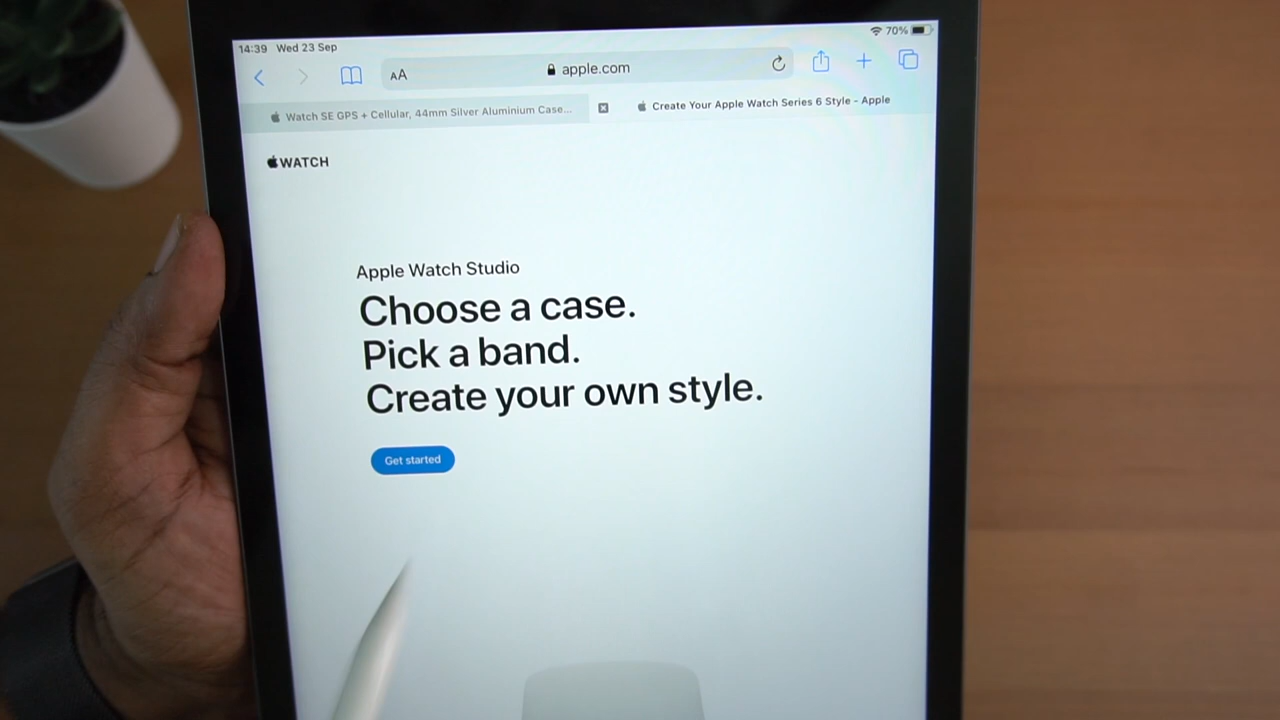 14:39 Wed 23 Sep
70%
AA
apple.com
Watch SE GPS + Cellular, 44mm Silver Aluminium Case...
Create Your Apple Watch Series 6 Style - Apple
WATCH
Apple Watch Studio
Choose a case.
Pick a band.
Create your own style.
Get started